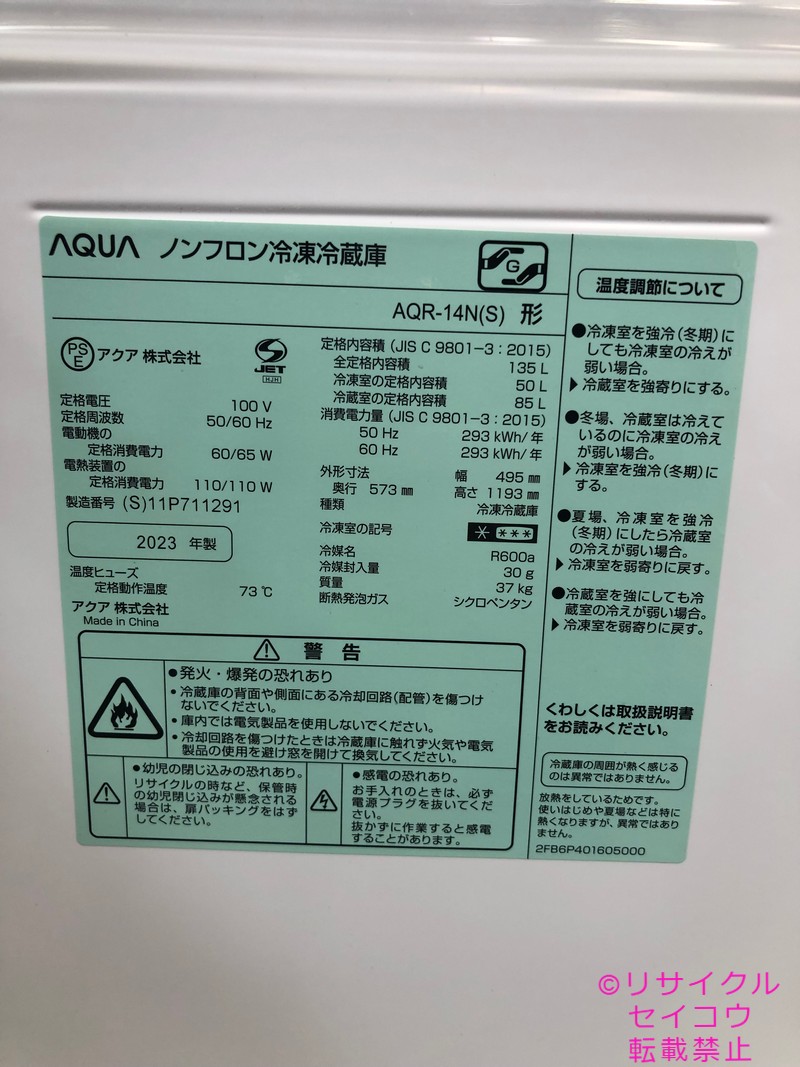 AQUA ノンフロン冷凍冷蔵庫
G
AQR-14N(S) 形
PSE アクア 株式会社
JET
HJH
定格電圧 100 V
定格周波数 50/60 Hz
電動機の
定格消費電力 60/65 W
電熱装置の
定格消費電力 110/110 W
製造番号 (S)11P711291
2023 年製
温度ヒューズ
定格動作温度 73 ℃
アクア 株式会社
Made in China
定格内容積 (JIS C 9801-3:2015)
全定格内容積 135 L
冷凍室の定格内容積 50 L
冷蔵室の定格内容積 85 L
消費電力量 (JIS C 9801-3:2015)
50 Hz 293 kWh/年
60 Hz 293 kWh/年
外形寸法 幅 495 ㎜
奥行 573 ㎜ 高さ 1193 ㎜
種類 冷凍冷蔵庫
冷凍室の記号 * ***
冷媒名 R600a
冷媒封入量 30 g
質量 37 kg
断熱発泡ガス シクロペンタン
⚠ 警告
●発火・爆発の恐れあり
・冷蔵庫の背面や側面にある冷却回路(配管)を傷つけ
ないでください。
・庫内では電気製品を使用しないでください。
・冷却回路を傷つけたときは冷蔵庫に触れず火気や電気
製品の使用を避け窓を開けて換気してください。
●幼児の閉じ込みの恐れあり。
リサイクルの時など、保管時
の幼児閉じ込みが懸念される
場合は、扉パッキングをはず
してください。
●感電の恐れあり。
お手入れのときは、必ず
電源プラグを抜いてくだ
さい。
抜かずに作業すると感電
することがあります。
温度調節について
●冷凍室を強冷(冬期)に
しても冷凍室の冷えが
弱い場合。
▶冷蔵室を強寄りにする。
●冬場、冷蔵室は冷えて
いるのに冷凍室の冷え
が弱い場合。
▶冷凍室を強冷(冬期)に
する。
●夏場、冷凍室を強冷
(冬期)にしたら冷蔵室
の冷えが弱い場合。
▶冷凍室を弱寄りに戻す。
●冷蔵室を強にしても冷
蔵室の冷えが弱い場合。
▶冷凍室を弱寄りに戻す。
くわしくは取扱説明書
をお読みください。
冷蔵庫の周囲が熱く感じる
のは異常ではありません。
放熱をしているためです。
使いはじめや夏場などは特に
熱くなりますが、異常ではあり
ません。
2FB6P401605000
©リサイクル
セイコウ
転載禁止